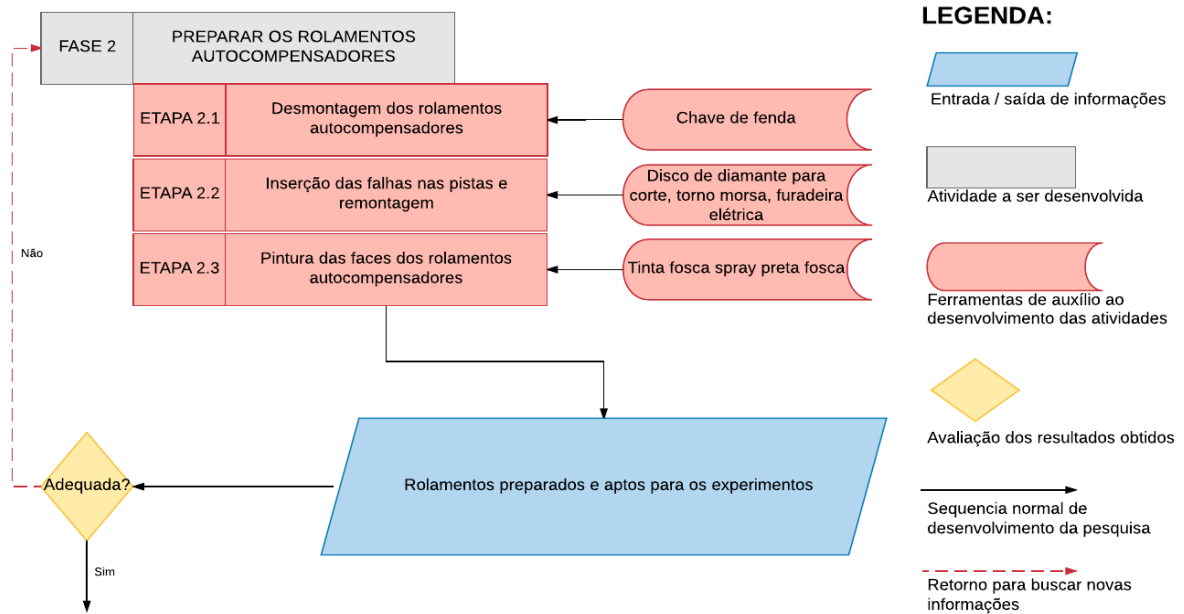 FASE 2
PREPARAR OS ROLAMENTOS
AUTOCOMPENSADORES
ETAPA 2.1
Desmontagem dos rolamentos
autocompensadores
Chave de fenda
ETAPA 2.2
Inserção das falhas nas pistas e
remontagem
Disco de diamante para
corte, torno morsa, furadeira
elétrica
ETAPA 2.3
Pintura das faces dos rolamentos
autocompensadores
Tinta fosca spray preta fosca
Não
Adequada?
Rolamentos preparados e aptos para os experimentos
Sim
LEGENDA:
Entrada / saída de informações
Atividade a ser desenvolvida
Ferramentas de auxílio ao
desenvolvimento das atividades
Avaliação dos resultados obtidos
Sequencia normal de
desenvolvimento da pesquisa
Retorno para buscar novas
informações